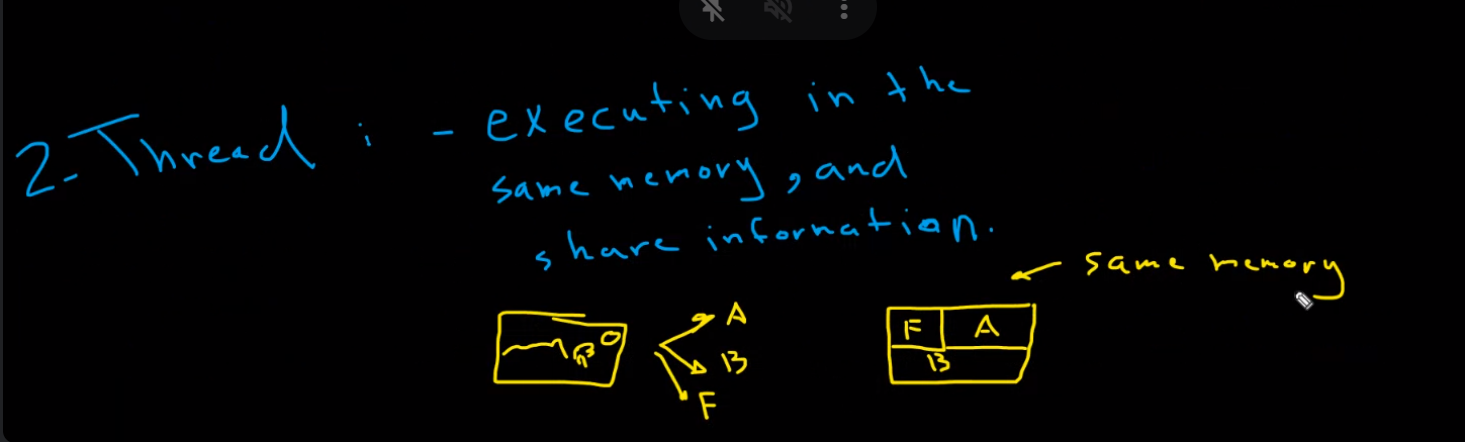 2-Thread : - executing in the
same memory, and
share information.
same memory
A
B
F
F A
B